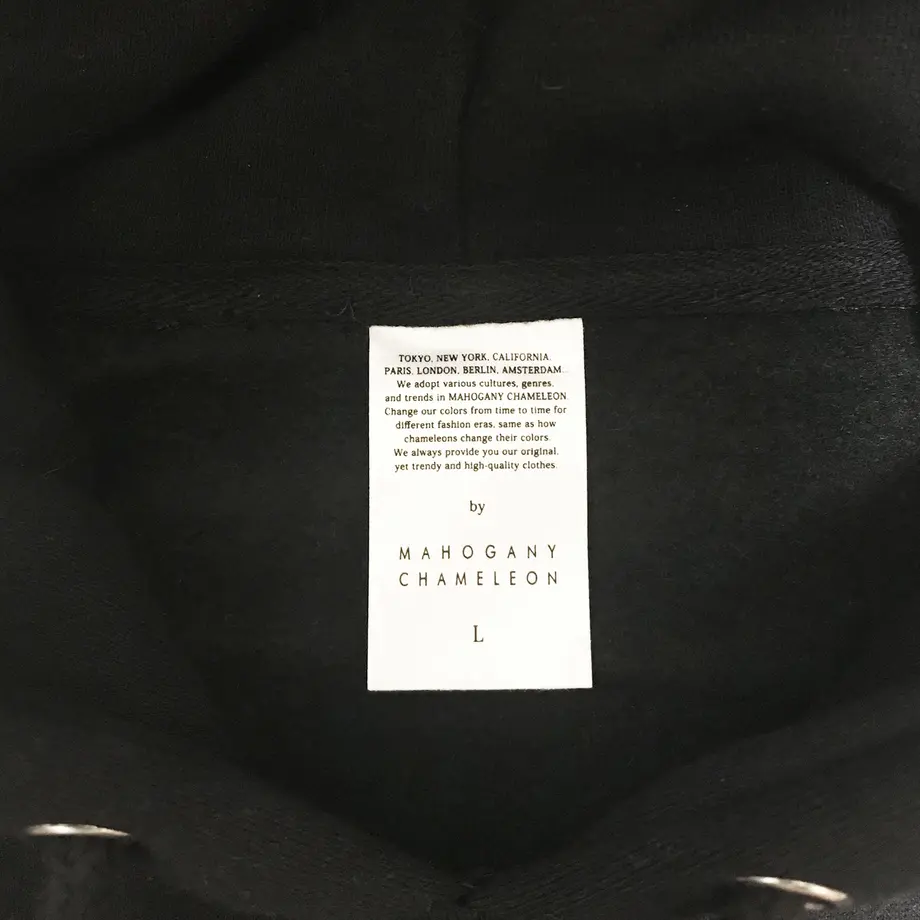 TOKYO, NEW YORK, CALIFORNIA,
PARIS, LONDON, BERLIN, AMSTERDAM...
We adopt various cultures, genres,
and trends in MAHOGANY CHAMELEON.
Change our colors from time to time for
different fashion eras, same as how
chameleons change their colors.
We always provide you our original,
yet trendy and high-quality clothes.
by
MAHOGANY
CHAMELEON
L